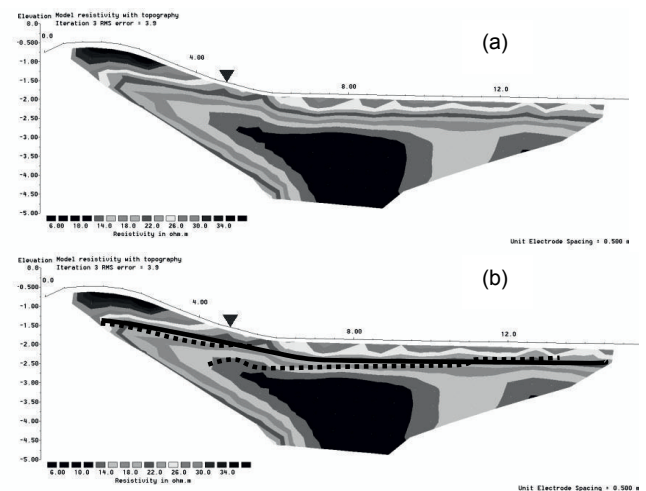 Elevation Model resistivity with topography
0.0 Iteration 3 RMS error = 3.9
0.0
(a)
-0.500
4.00
-1.00
-1.50
8.00
12.0
-2.00
-2.50
-3.00
-3.50
-4.00
-4.50
-5.00
6.00 10.0 14.0 18.0 22.0 26.0 30.0 34.0
Resistivity in ohm.m
Unit Electrode Spacing = 0.500 m
Elevation Model resistivity with topography
0.0 Iteration 3 RMS error = 3.9
0.0
(b)
-0.500
4.00
-1.00
-1.50
8.00
12.0
-2.00
-2.50
-3.00
-3.50
-4.00
-4.50
-5.00
6.00 10.0 14.0 18.0 22.0 26.0 30.0 34.0
Resistivity in ohm.m
Unit Electrode Spacing = 0.500 m